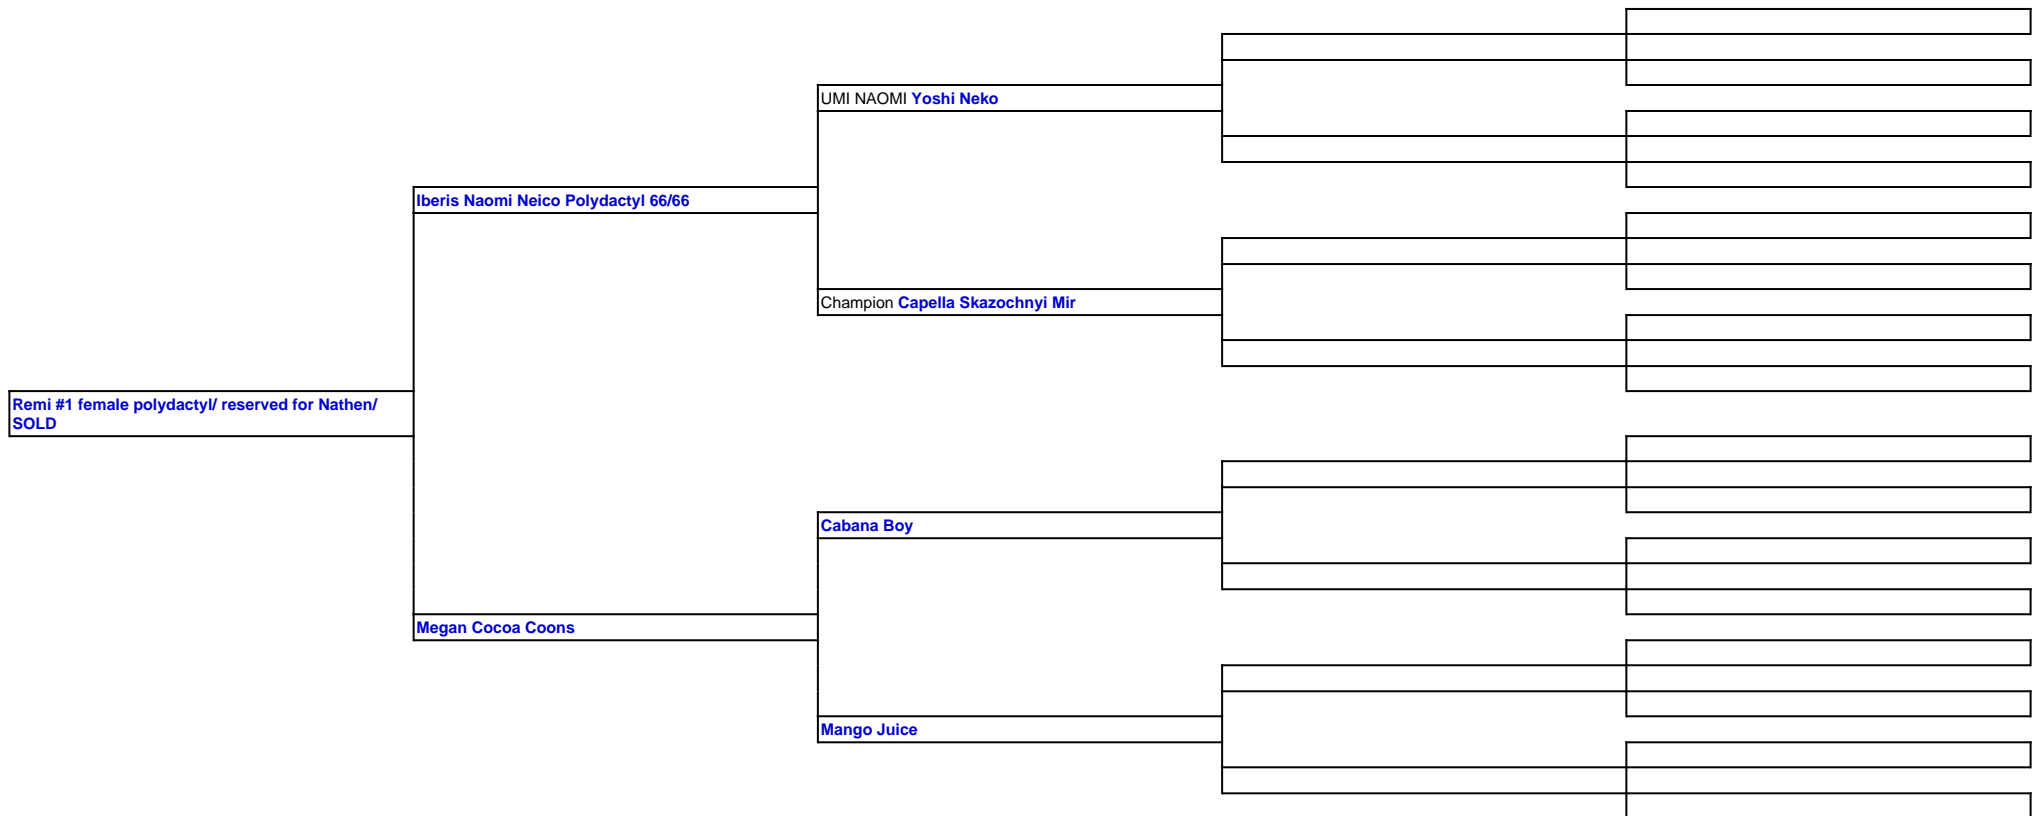 UMI NAOMI Yoshi Neko
Iberis Naomi Neico Polydactyl 66/66
Champion Capella Skazochnyi Mir
Remi #1 female polydactyl/ reserved for Nathen/
SOLD
Cabana Boy
Megan Cocoa Coons
Mango Juice